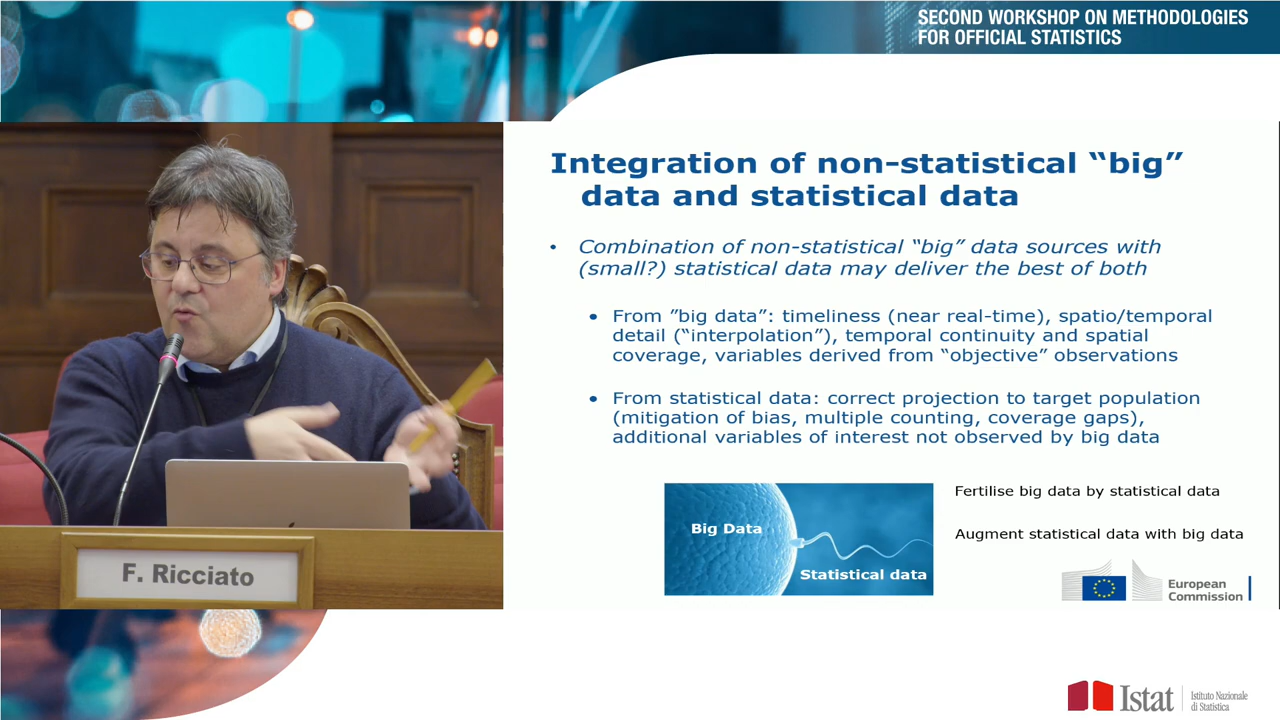 SECOND WORKSHOP ON METHODOLOGIES
FOR OFFICIAL STATISTICS
Integration of non-statistical “big”
data and statistical data
• Combination of non-statistical “big” data sources with
(small?) statistical data may deliver the best of both
• From ”big data”: timeliness (near real-time), spatio/temporal
detail (“interpolation”), temporal continuity and spatial
coverage, variables derived from “objective” observations
• From statistical data: correct projection to target population
(mitigation of bias, multiple counting, coverage gaps),
additional variables of interest not observed by big data
Big Data
Statistical data
Fertilise big data by statistical data
Augment statistical data with big data
European
Commission
F. Ricciato
Istat
Istituto Nazionale
di Statistica